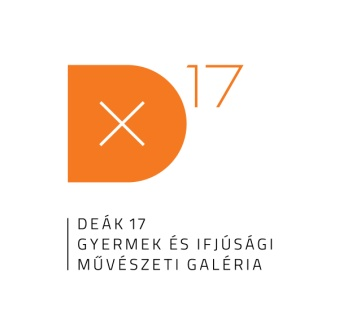 17
DEÁK 17
GYERMEK ÉS IFJÚSÁGI
MŰVÉSZETI GALÉRIA